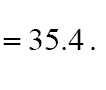 = 35.4 .